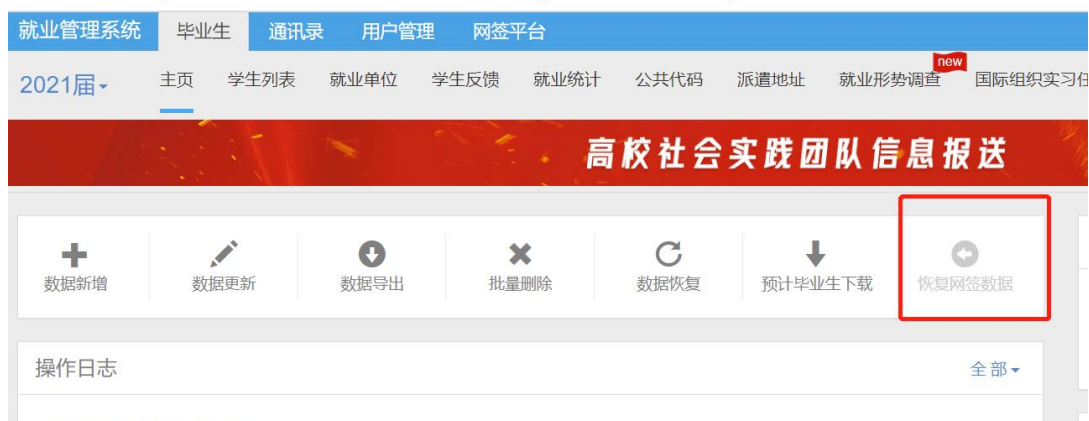 就业管理系统 毕业生 通讯录 用户管理 网签平台
new
2021届 主页 学生列表 就业单位 学生反馈 就业统计 公共代码 派遣地址 就业形势调查 国际组织实习任
高校社会实践团队信息报送
数据新增 数据更新 数据导出 批量删除 数据恢复 预计毕业生下载 恢复网签数据
操作日志 全部